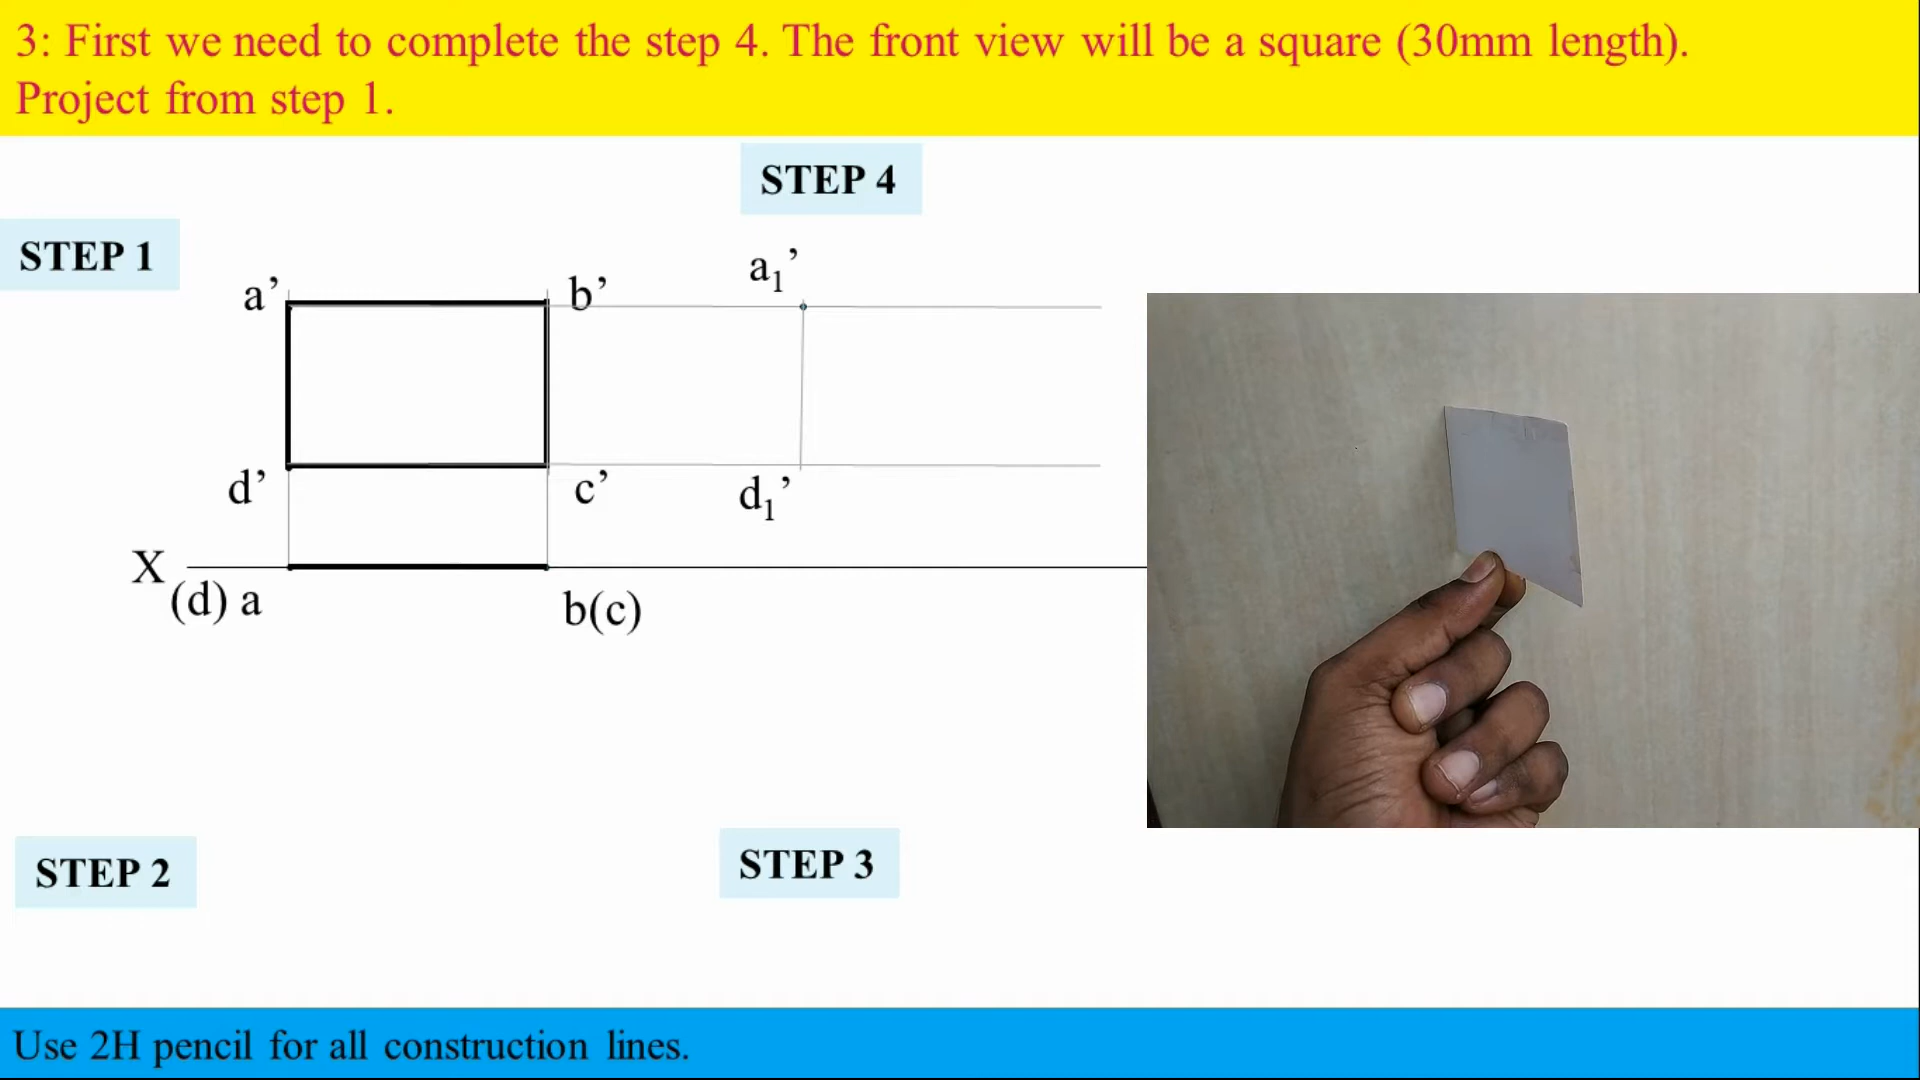 3: First we need to complete the step 4. The front view will be a square (30mm length).
Project from step 1.
STEP 4
STEP 1
a’
b’
a₁’
d’
c’
d₁’
X
(d) a
b(c)
STEP 2
STEP 3
Use 2H pencil for all construction lines.